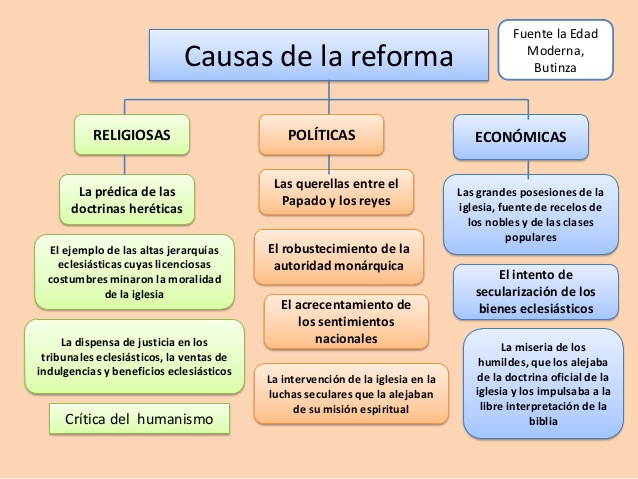 Causas de la reforma
Fuente la Edad
Moderna,
Butinza
RELIGIOSAS
POLÍTICAS
ECONÓMICAS
La prédica de las
doctrinas heréticas
El ejemplo de las altas jerarquías
eclesiásticas cuyas licenciosas
costumbres minaron la moralidad
de la iglesia
La dispensa de justicia en los
tribunales eclesiásticos, la ventas de
indulgencias y beneficios eclesiásticos
Crítica del humanismo
Las querellas entre el
Papado y los reyes
El robustecimiento de la
autoridad monárquica
El acrecentamiento de
los sentimientos
nacionales
La intervención de la iglesia en la
luchas seculares que la alejaban
de su misión espiritual
Las grandes posesiones de la
iglesia, fuente de recelos de
los nobles y de las clases
populares
El intento de
secularización de los
bienes eclesiásticos
La miseria de los
humildes, que los alejaba
de la doctrina oficial de la
iglesia y los impulsaba a la
libre interpretación de la
biblia